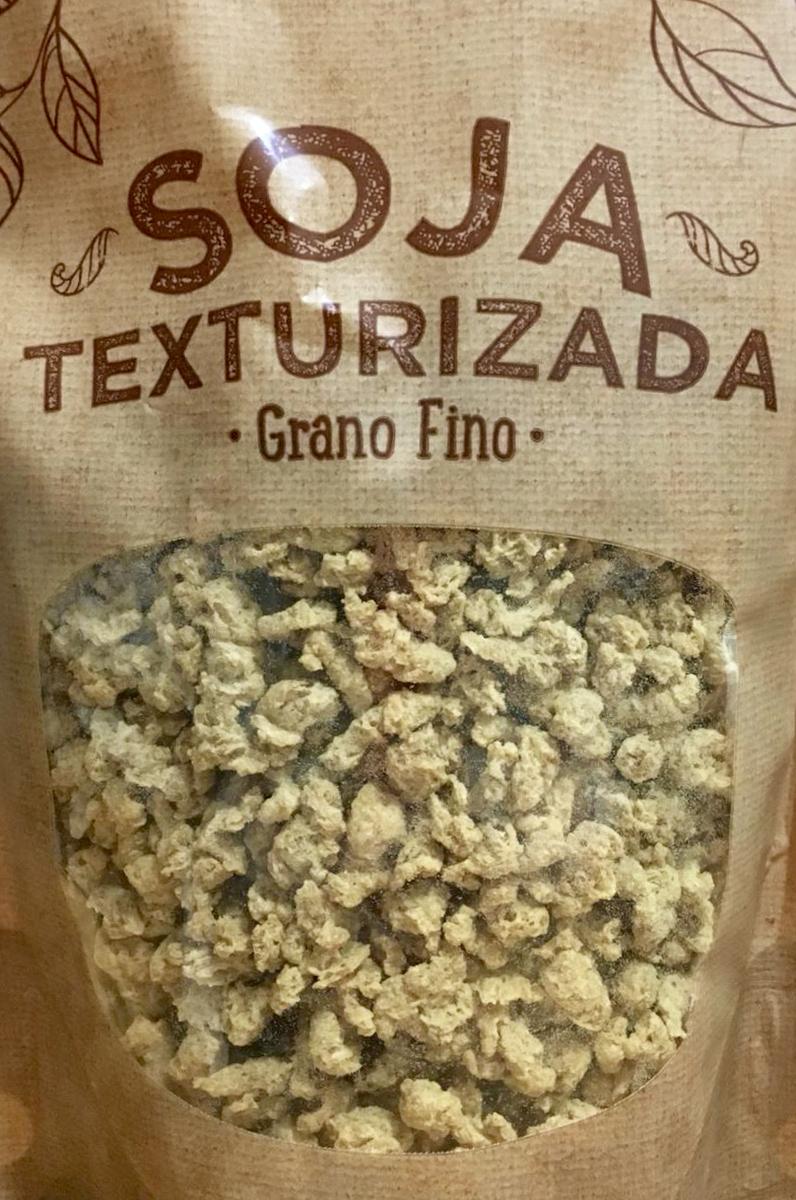 SOJA
TEXTURIZADA
• Grano Fino •